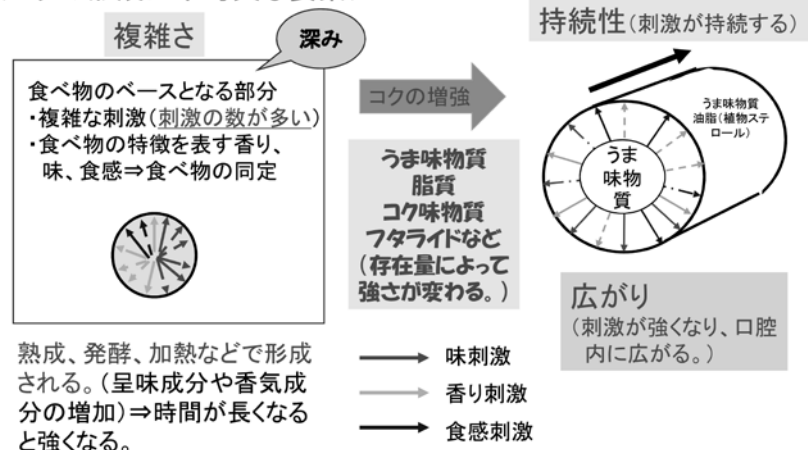 複雑さ
深み
食べ物のベースとなる部分
・複雑な刺激(刺激の数が多い)
・食べ物の特徴を表す香り、
味、食感⇒食べ物の同定
熟成、発酵、加熱などで形成
される。(呈味成分や香気成
分の増加)⇒時間が長くなる
と強くなる。
コクの増強
うま味物質
脂質
コク味物質
フタライドなど
(存在量によって
強さが変わる。)
味刺激
香り刺激
食感刺激
持続性(刺激が持続する)
うま味物質
油脂(植物ステ
ロール)
うま
味物
質
広がり
(刺激が強くなり、口腔
内に広がる。)